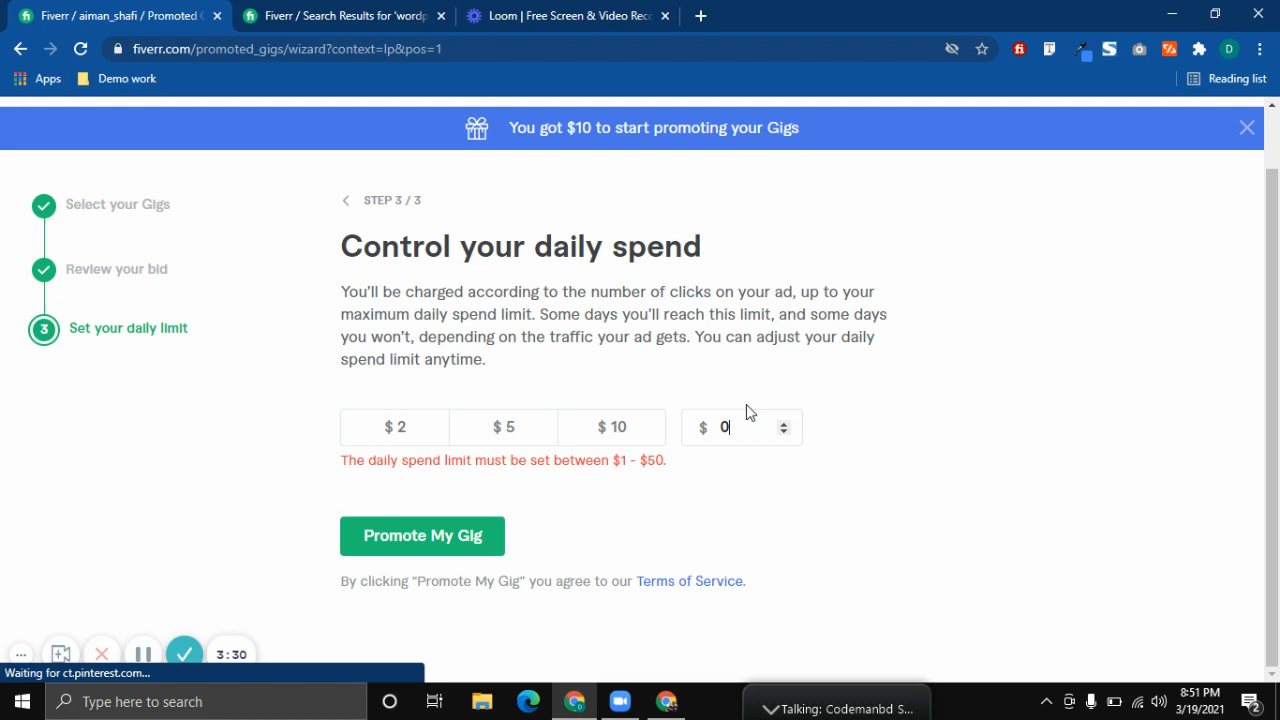 Fiverr / aiman_shafi / Promoted G
Fiverr / Search Results for 'wordp
Loom | Free Screen & Video Rec
fiverr.com/promoted_gigs/wizard?context=lp&pos=1
D
Apps
Demo work
Reading list
You got $10 to start promoting your Gigs
Select your Gigs
Review your bid
3
Set your daily limit
STEP 3 / 3
Control your daily spend
You'll be charged according to the number of clicks on your ad, up to your
maximum daily spend limit. Some days you'll reach this limit, and some days
you won't, depending on the traffic your ad gets. You can adjust your daily
spend limit anytime.
$ 2
$ 5
$ 10
$ 0
The daily spend limit must be set between $1 - $50.
Promote My Gig
By clicking "Promote My Gig" you agree to our Terms of Service.
3:30
Waiting for ct.pinterest.com...
Type here to search
Talking: Codemanbd S...
8:51 PM
3/19/2021
2